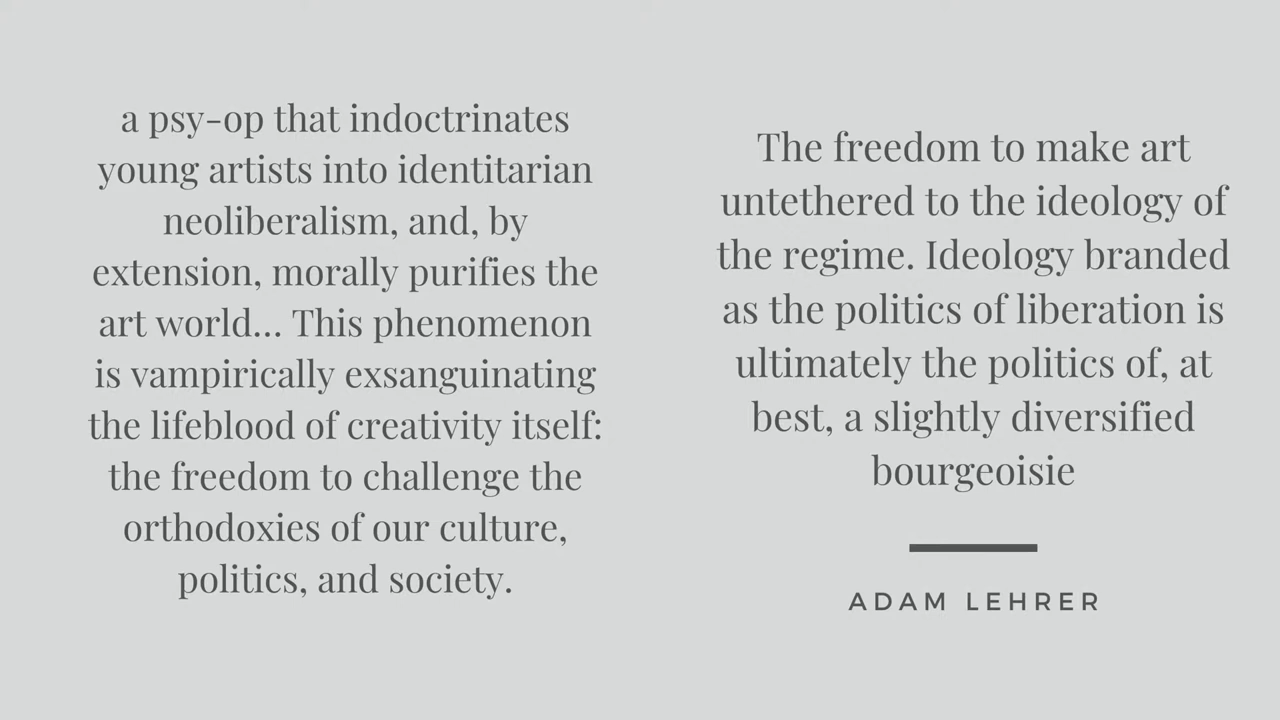 a psy-op that indoctrinates
young artists into identitarian
neoliberalism, and, by
extension, morally purifies the
art world... This phenomenon
is vampirically exsanguinating
the lifeblood of creativity itself:
the freedom to challenge the
orthodoxies of our culture,
politics, and society.
The freedom to make art
untethered to the ideology of
the regime. Ideology branded
as the politics of liberation is
ultimately the politics of, at
best, a slightly diversified
bourgeoisie
ADAM LEHRER